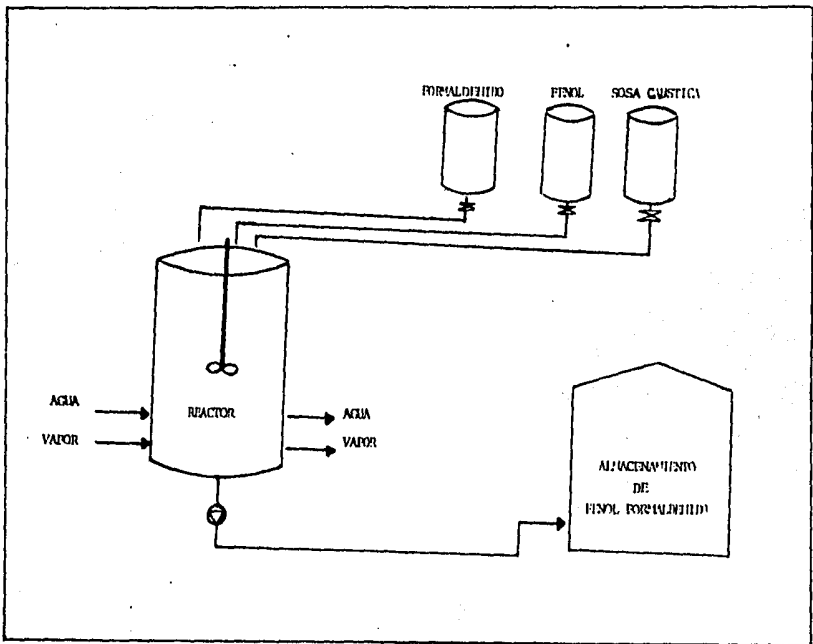 FORMALDEHIDO
FENOL
SOSA CAUSTICA
AGUA
VAPOR
REACTOR
AGUA
VAPOR
ALMACENAMIENTO
DE
FENOL FORMALDEHIDO